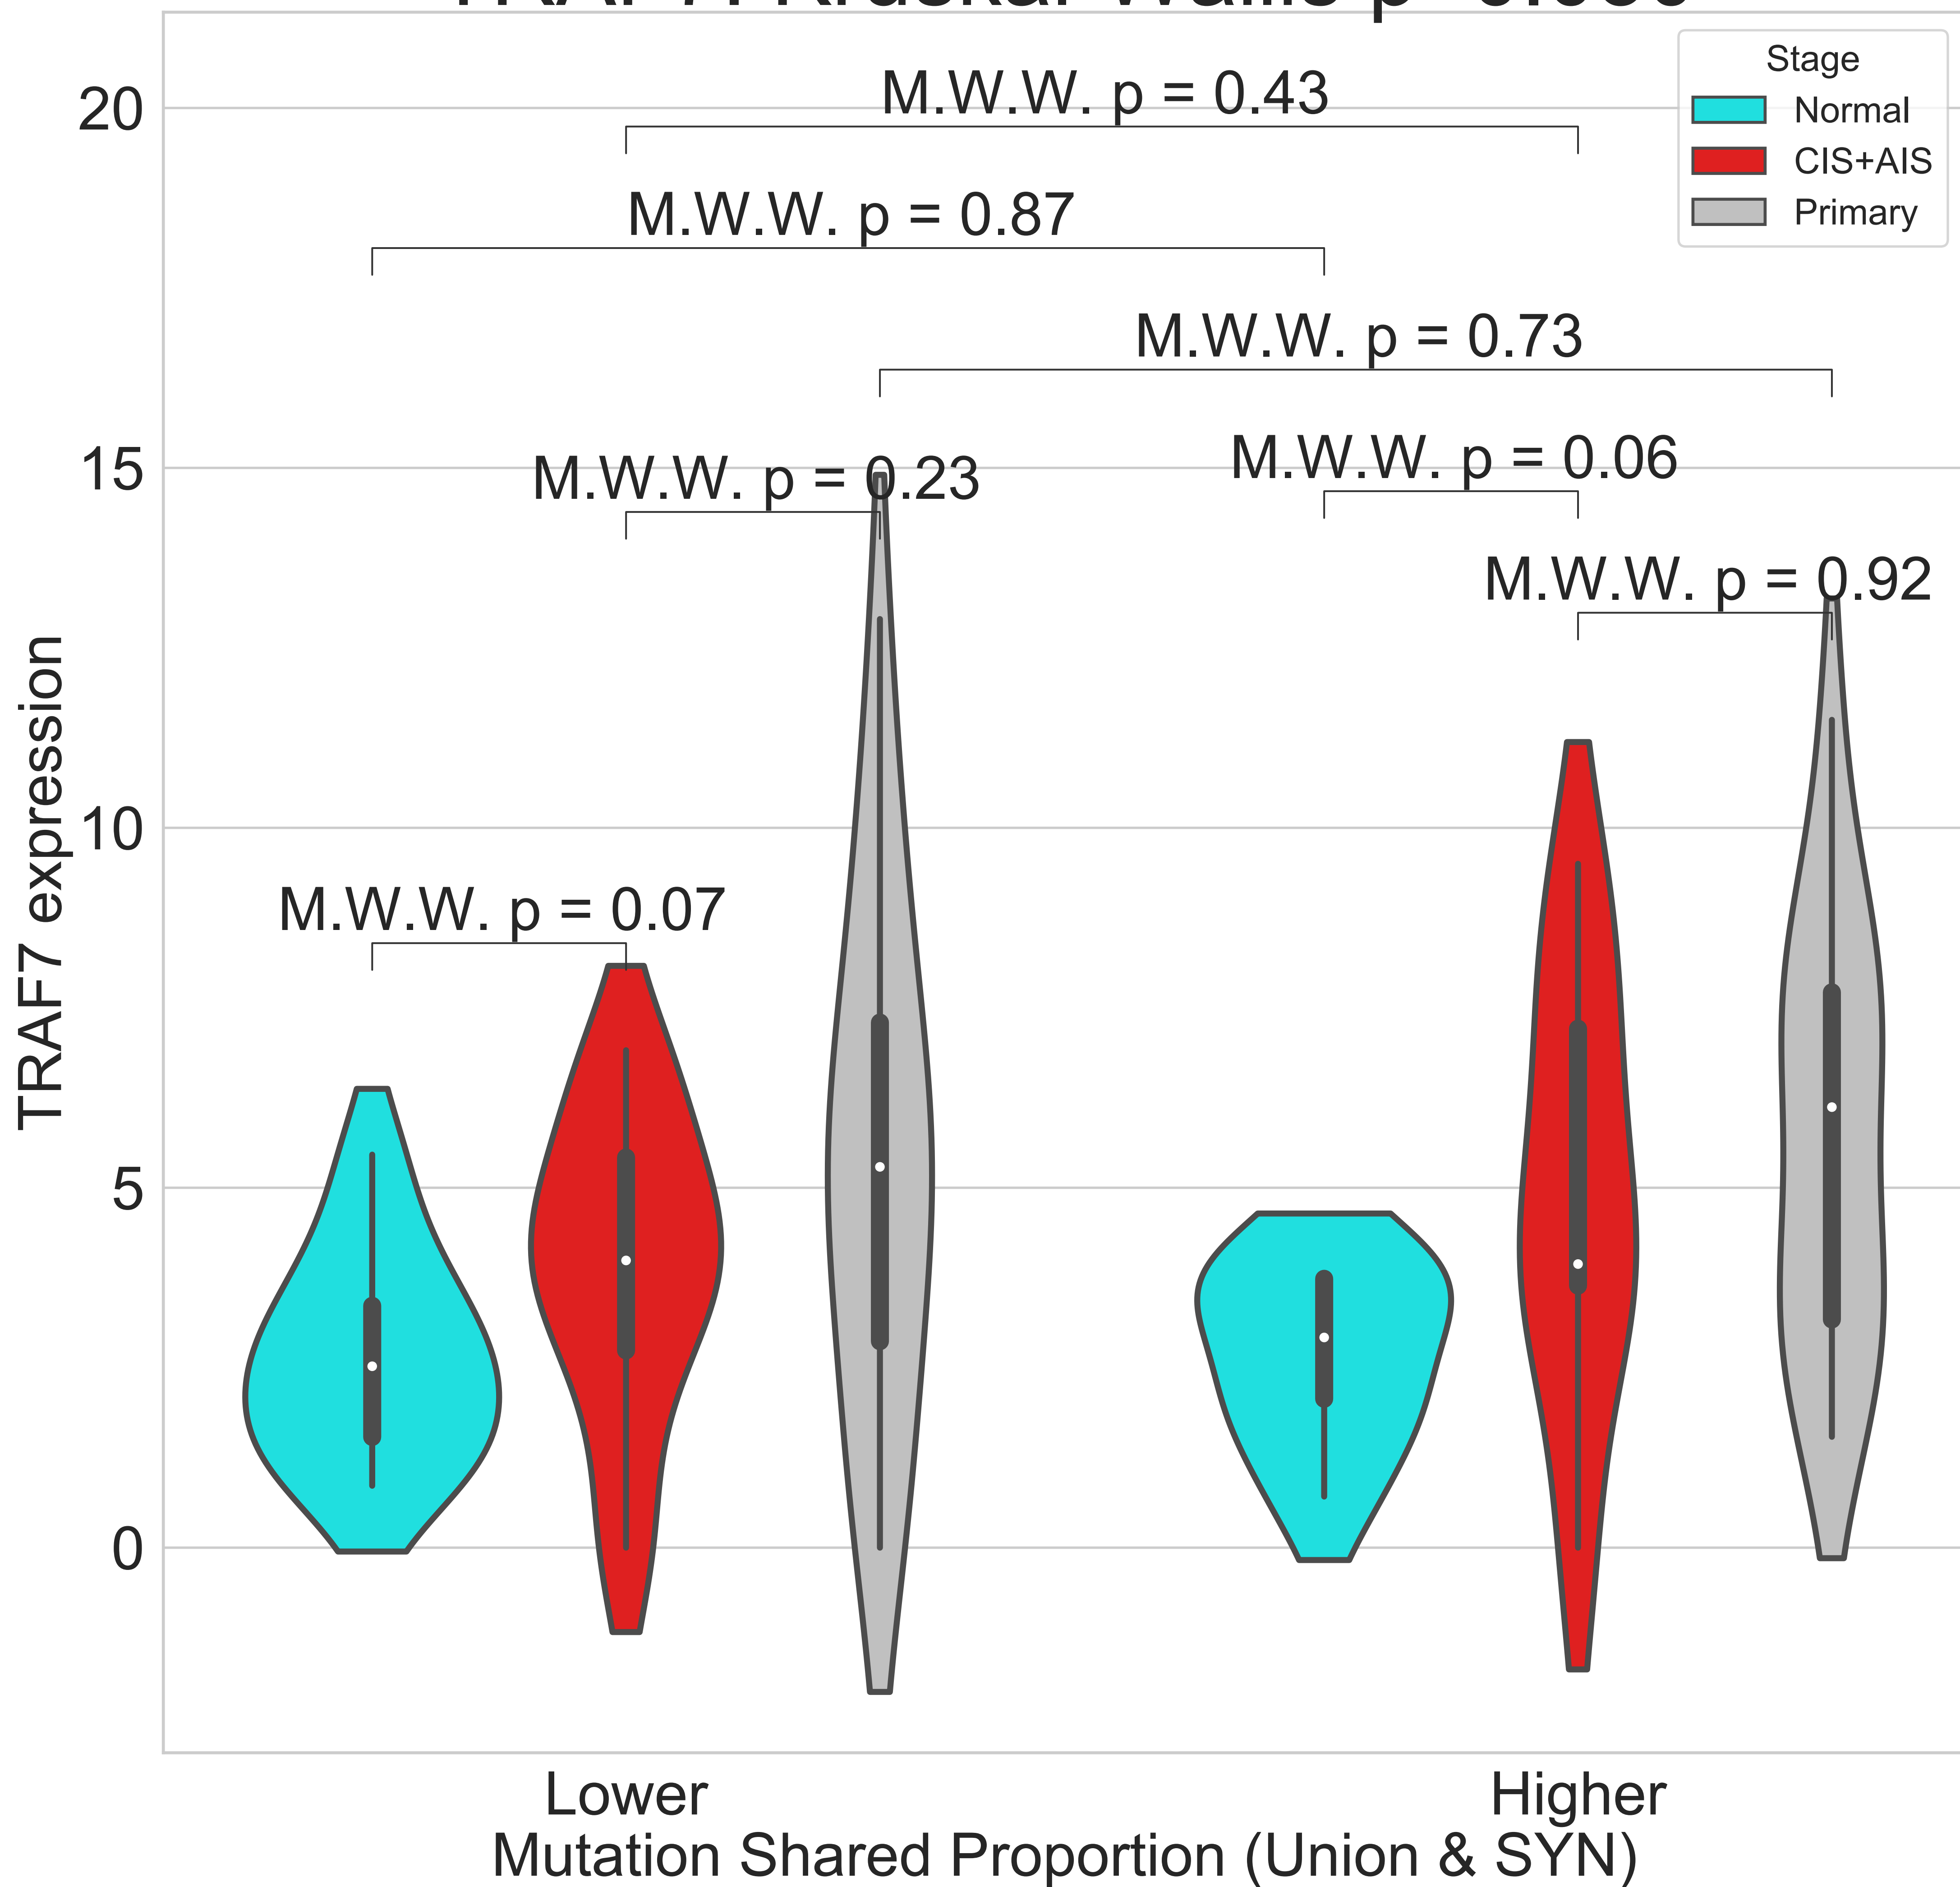 Stage
Normal
CIS+AIS
Primary
M.W.W. p = 0.43
M.W.W. p = 0.87
M.W.W. p = 0.73
M.W.W. p = 0.23
M.W.W. p = 0.06
M.W.W. p = 0.92
M.W.W. p = 0.07
20
15
10
5
0
TRAF7 expression
Lower
Higher
Mutation Shared Proportion (Union & SYN)